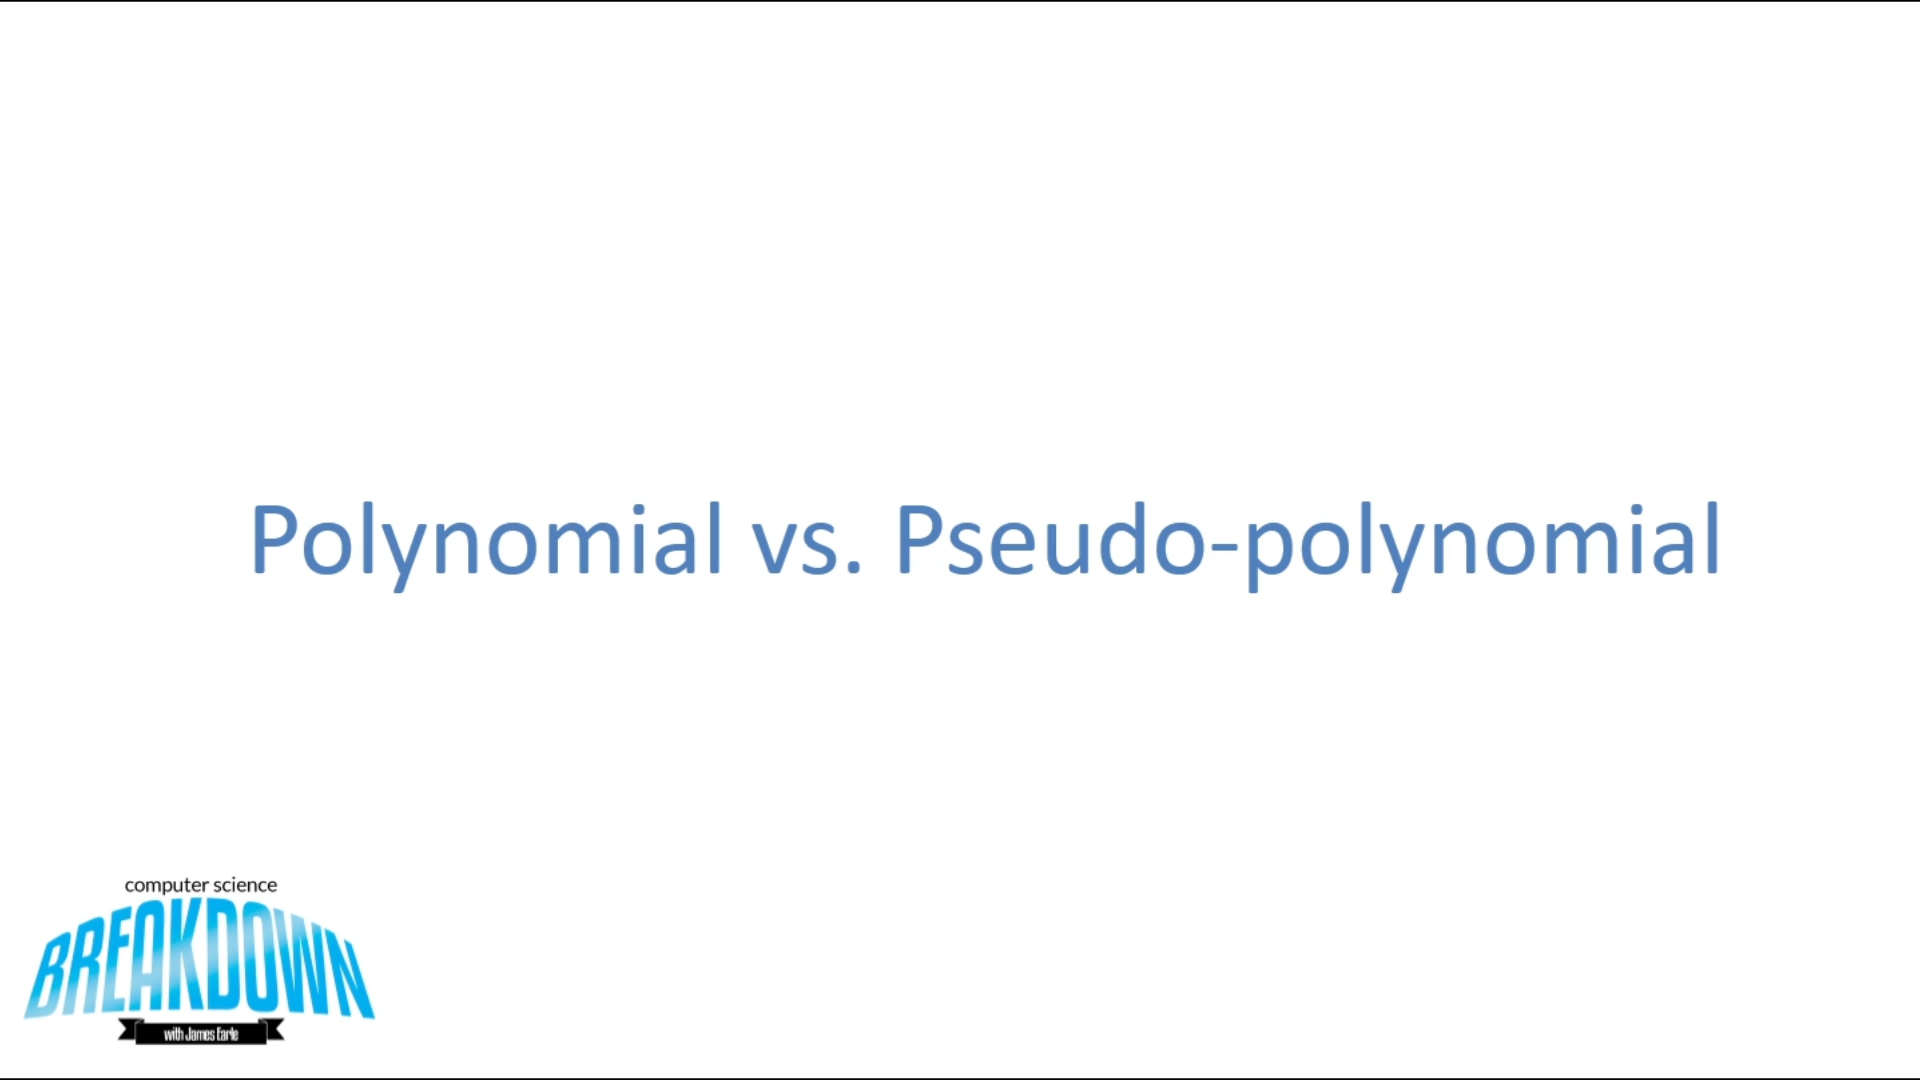 Polynomial vs. Pseudo-polynomial
computer science
BREAKDOWN
with James Earle